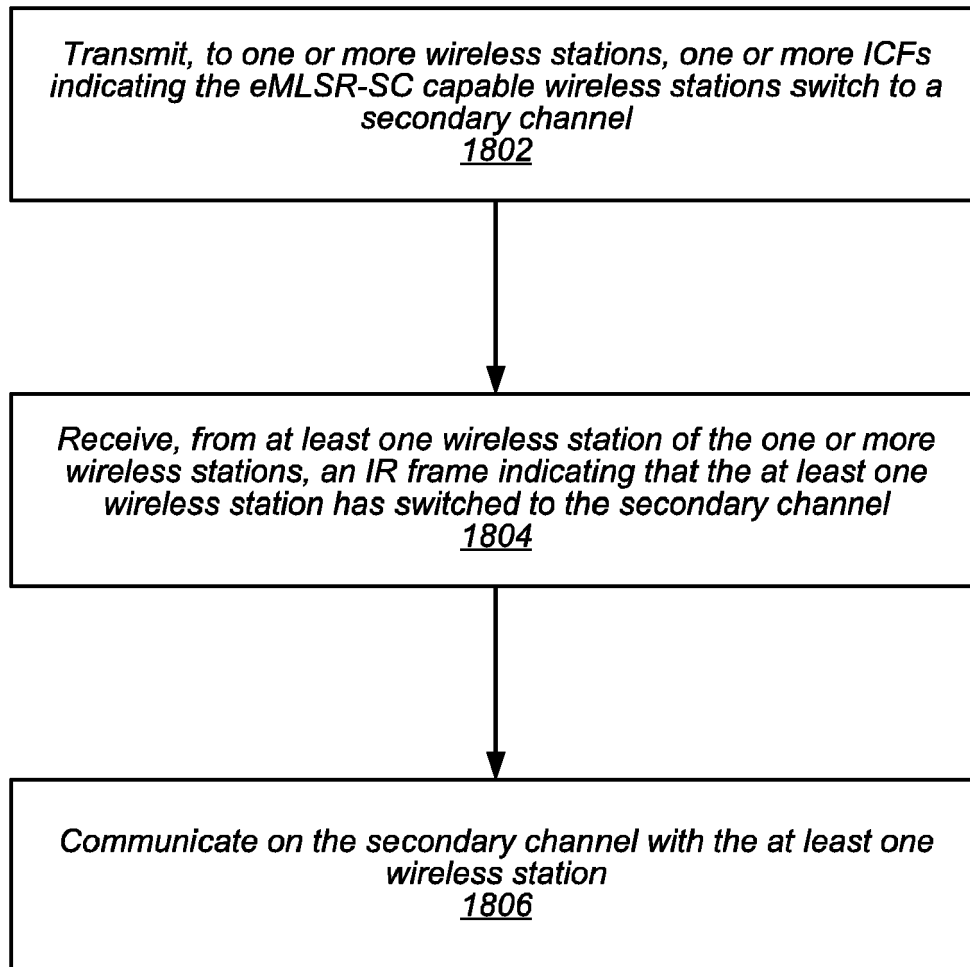 Transmit, to one or more wireless stations, one or more ICFs
indicating the eMLSR-SC capable wireless stations switch to a
secondary channel
1802
Receive, from at least one wireless station of the one or more
wireless stations, an IR frame indicating that the at least one
wireless station has switched to the secondary channel
1804
Communicate on the secondary channel with the at least one
wireless station
1806